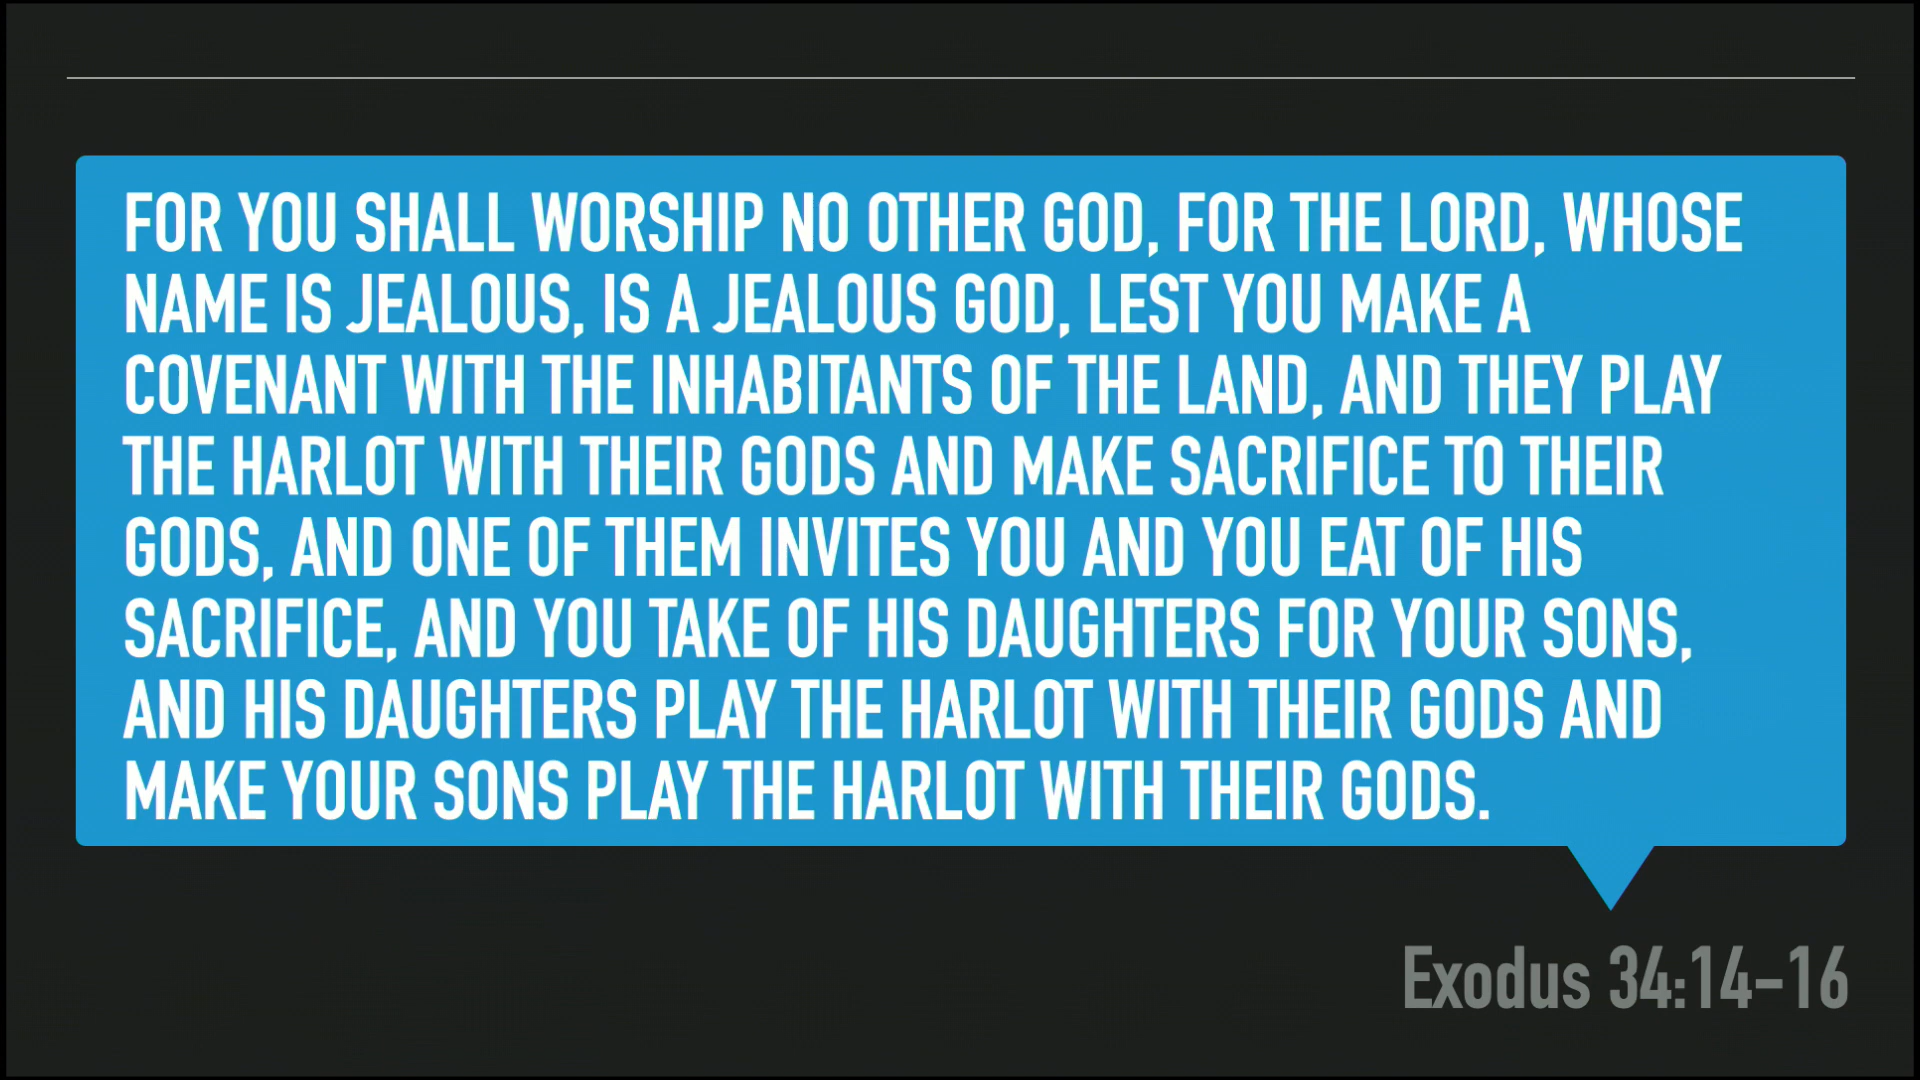 FOR YOU SHALL WORSHIP NO OTHER GOD, FOR THE LORD, WHOSE
NAME IS JEALOUS, IS A JEALOUS GOD, LEST YOU MAKE A
COVENANT WITH THE INHABITANTS OF THE LAND, AND THEY PLAY
THE HARLOT WITH THEIR GODS AND MAKE SACRIFICE TO THEIR
GODS, AND ONE OF THEM INVITES YOU AND YOU EAT OF HIS
SACRIFICE, AND YOU TAKE OF HIS DAUGHTERS FOR YOUR SONS,
AND HIS DAUGHTERS PLAY THE HARLOT WITH THEIR GODS AND
MAKE YOUR SONS PLAY THE HARLOT WITH THEIR GODS.
Exodus 34:14-16